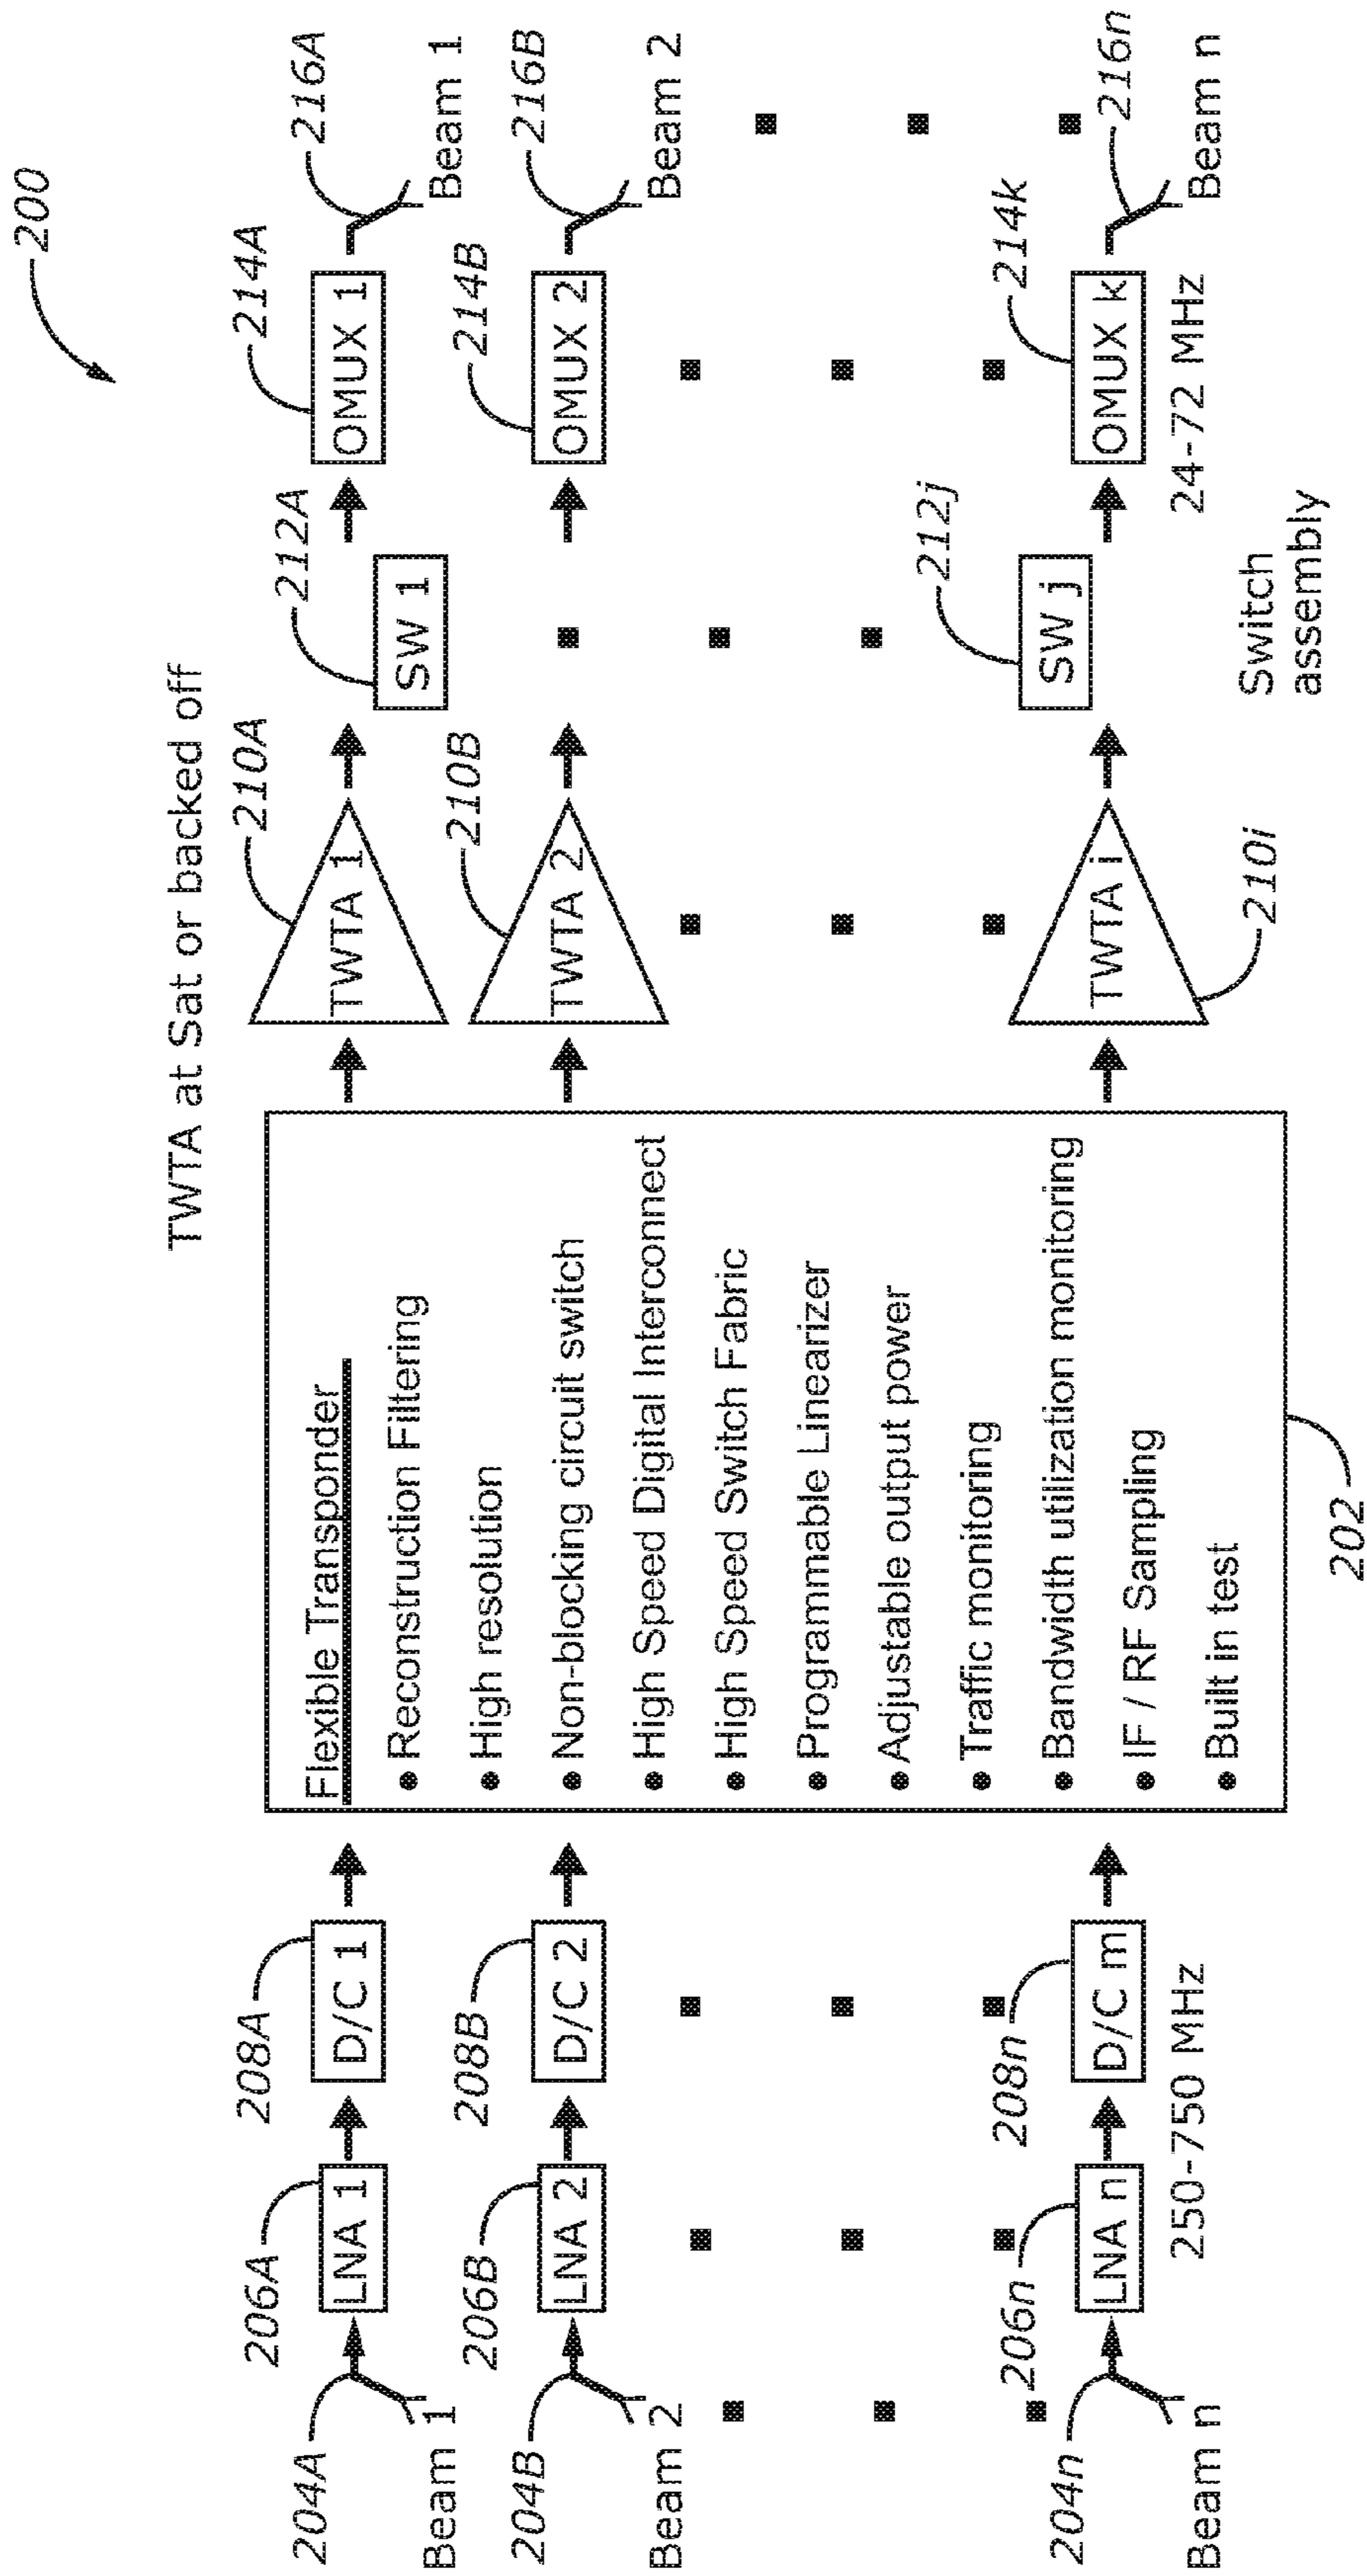 200
TWTA at Sat or backed off
204A
206A
208A
210A
212A
214A
216A
Beam 1
LNA 1
D/C 1
TWTA 1
SW 1
OMUX 1
Beam 1
204B
206B
208B
210B
214B
216B
Beam 2
LNA 2
D/C 2
TWTA 2
OMUX 2
Beam 2
Flexible Transponder
• Reconstruction Filtering
• High resolution
• Non-blocking circuit switch
• High Speed Digital Interconnect
• High Speed Switch Fabric
• Programmable Linearizer
• Adjustable output power
• Traffic monitoring
• Bandwidth utilization monitoring
• IF / RF Sampling
• Built in test
202
204n
206n
208n
212j
214k
216n
Beam n
LNA n
D/C m
TWTA i
SW j
OMUX k
Beam n
250-750 MHz
210i
24-72 MHz
Switch
assembly